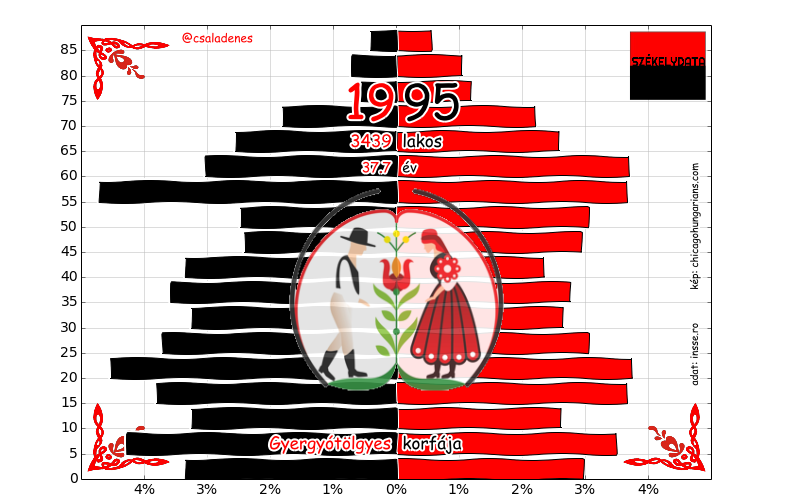 @csaladenes
SZÉKELYDATA
1995
3439 lakos
37.7 év
Gyergyótölgyes korfája
kép: chicagohungarians.com
adat: insse.ro
85
80
75
70
65
60
55
50
45
40
35
30
25
20
15
10
5
0
4% 3% 2% 1% 0% 1% 2% 3% 4%